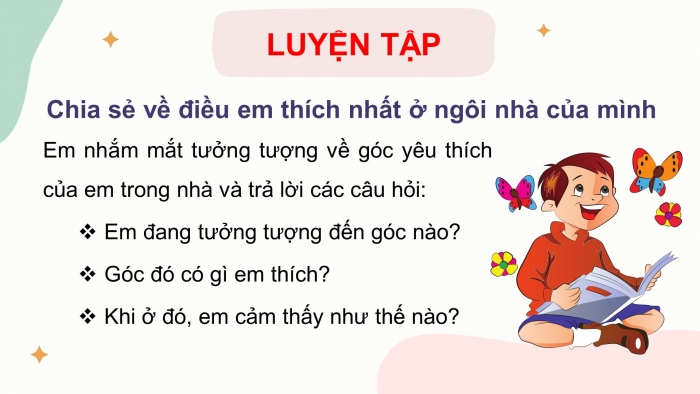 LUYỆN TẬP
Chia sẻ về điều em thích nhất ở ngôi nhà của mình
Em nhắm mắt tưởng tượng về góc yêu thích
của em trong nhà và trả lời các câu hỏi:
❖ Em đang tưởng tượng đến góc nào?
❖ Góc đó có gì em thích?
❖ Khi ở đó, em cảm thấy như thế nào?